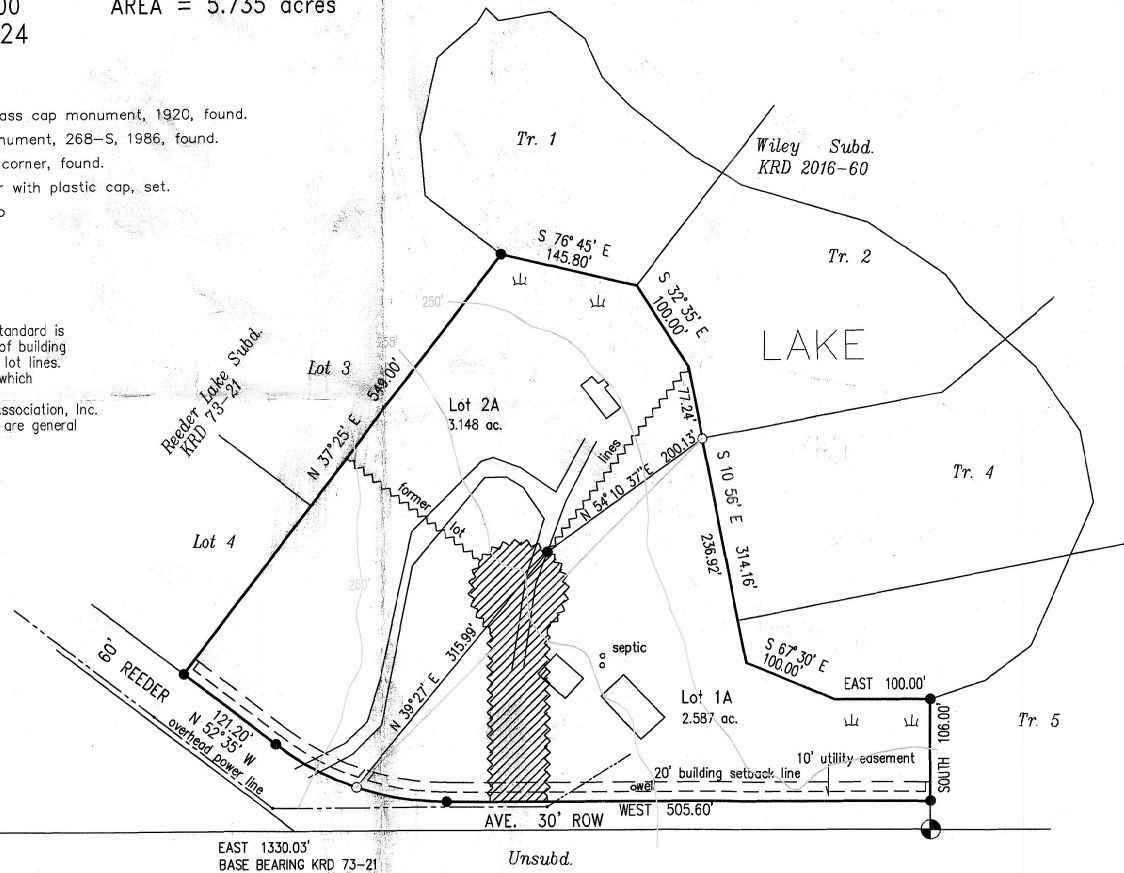 00
AREA = 5.735 acres
24
ass cap monument, 1920, found.
nument, 268-S, 1986, found.
corner, found.
r with plastic cap, set.
Tr. 1
Wiley Subd.
KRD 2016-60
S 76° 45' E
145.80'
Tr. 2
S 32° 35' E
100.00'
250'
LAKE
tandard is
of building
lot lines.
which
Association, Inc.
are general
255'
Lot 3
Reeder Lake Subd.
KRD 73-21
N 37° 25' E 549.00'
Lot 2A
3.148 ac.
77.24'
former lot lines
N 54° 10' 37" E 200.13'
S 10 56' E 314.16'
236.92'
Tr. 4
Lot 4
260'
N 39° 27' E 315.99'
septic
S 67° 30' E
100.00'
EAST 100.00'
Lot 1A
2.587 ac.
Tr. 5
SOUTH 106.00'
60' REEDER
121.20'
N 52° 35' W
overhead power line
10' utility easement
20' building setback line
well
WEST 505.60'
AVE. 30' ROW
EAST 1330.03'
BASE BEARING KRD 73-21
Unsubd.